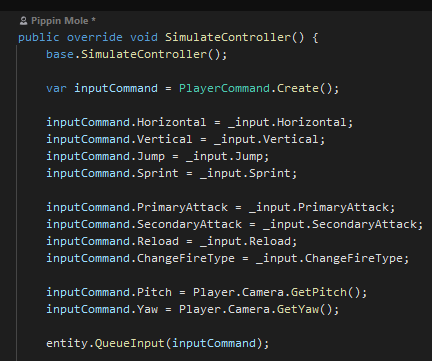 Pippin Mole *
public override void SimulateController() {
base.SimulateController();
var inputCommand = PlayerCommand.Create();
inputCommand.Horizontal = _input.Horizontal;
inputCommand.Vertical = _input.Vertical;
inputCommand.Jump = _input.Jump;
inputCommand.Sprint = _input.Sprint;
inputCommand.PrimaryAttack = _input.PrimaryAttack;
inputCommand.SecondaryAttack = _input.SecondaryAttack;
inputCommand.Reload = _input.Reload;
inputCommand.ChangeFireType = _input.ChangeFireType;
inputCommand.Pitch = Player.Camera.GetPitch();
inputCommand.Yaw = Player.Camera.GetYaw();
entity.QueueInput(inputCommand);